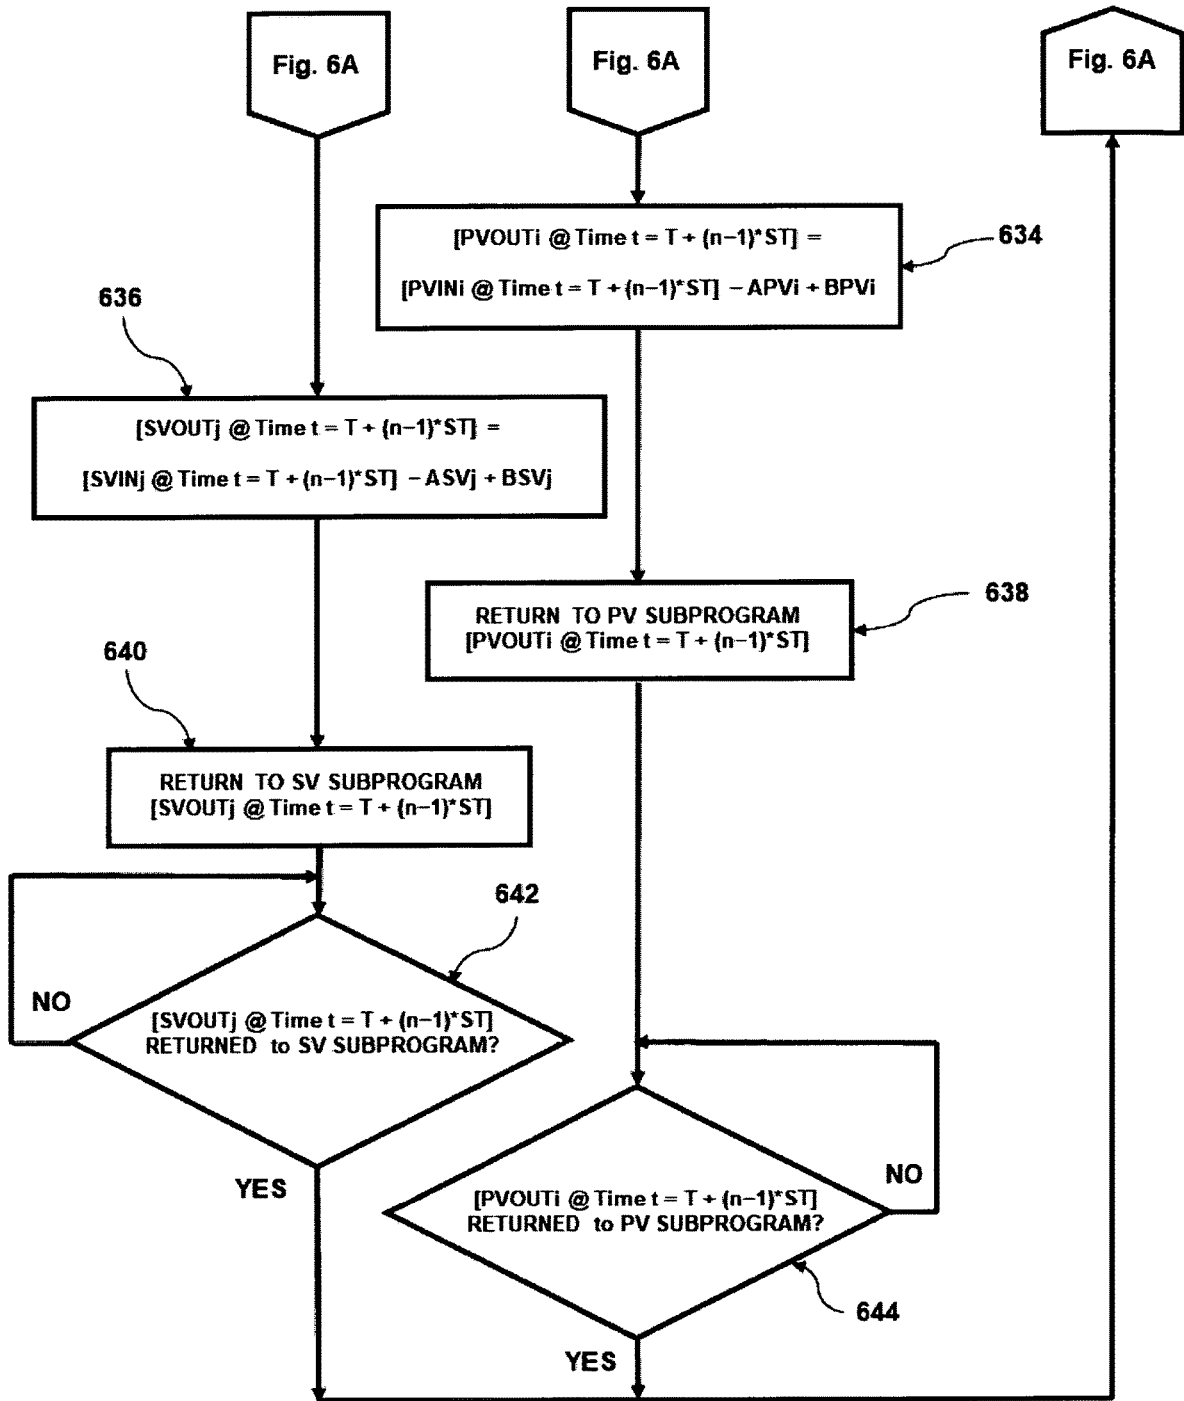 Fig. 6A
Fig. 6A
Fig. 6A
[PVOUTi @ Time t = T + (n−1)*ST] =
[PVINi @ Time t = T + (n−1)*ST] − APVi + BPVi
634
636
[SVOUTj @ Time t = T + (n−1)*ST] =
[SVINj @ Time t = T + (n−1)*ST] − ASVj + BSVj
RETURN TO PV SUBPROGRAM
[PVOUTi @ Time t = T + (n−1)*ST]
638
640
RETURN TO SV SUBPROGRAM
[SVOUTj @ Time t = T + (n−1)*ST]
642
NO
[SVOUTj @ Time t = T + (n−1)*ST]
RETURNED to SV SUBPROGRAM?
YES
NO
[PVOUTi @ Time t = T + (n−1)*ST]
RETURNED to PV SUBPROGRAM?
644
YES